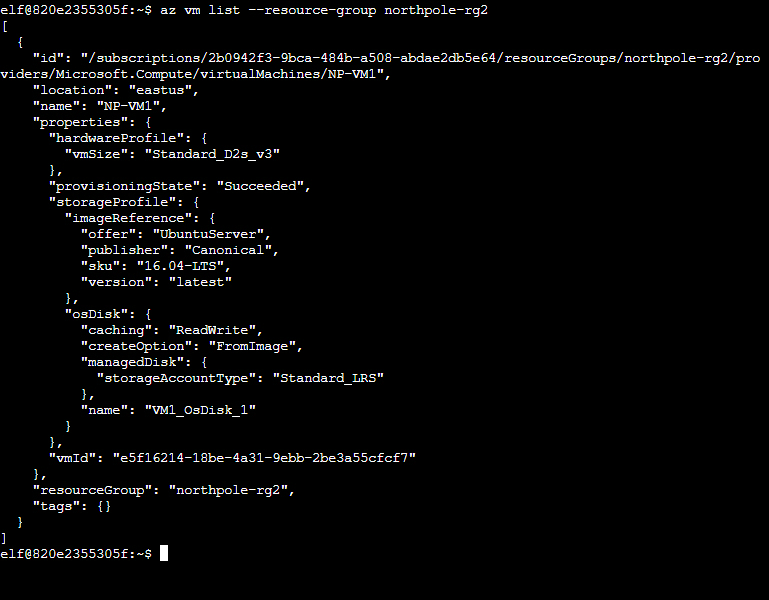 elf@820e2355305f:~$ az vm list --resource-group northpole-rg2
[
  {
    "id": "/subscriptions/2b0942f3-9bca-484b-a508-abdae2db5e64/resourceGroups/northpole-rg2/pro
viders/Microsoft.Compute/virtualMachines/NP-VM1",
    "location": "eastus",
    "name": "NP-VM1",
    "properties": {
      "hardwareProfile": {
        "vmSize": "Standard_D2s_v3"
      },
      "provisioningState": "Succeeded",
      "storageProfile": {
        "imageReference": {
          "offer": "UbuntuServer",
          "publisher": "Canonical",
          "sku": "16.04-LTS",
          "version": "latest"
        },
        "osDisk": {
          "caching": "ReadWrite",
          "createOption": "FromImage",
          "managedDisk": {
            "storageAccountType": "Standard_LRS"
          },
          "name": "VM1_OsDisk_1"
        }
      },
      "vmId": "e5f16214-18be-4a31-9ebb-2be3a55cfcf7"
    },
    "resourceGroup": "northpole-rg2",
    "tags": {}
  }
]
elf@820e2355305f:~$